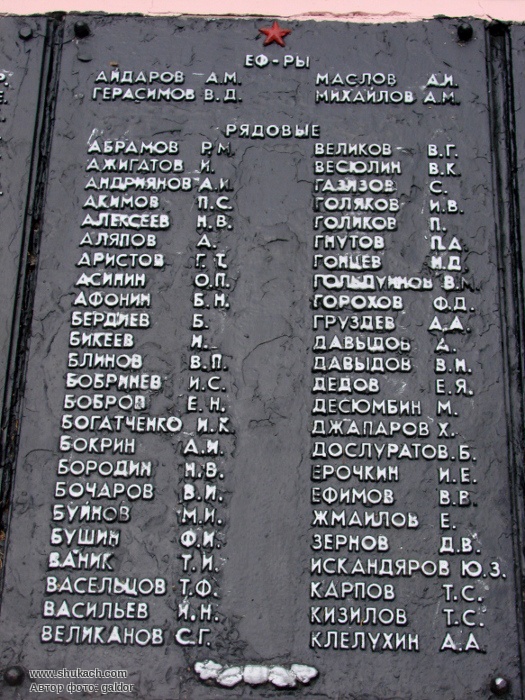 ЕФ-РЫ
АЙДАРОВ А.М.
ГЕРАСИМОВ В.Д.
МАСЛОВ А.И.
МИХАЙЛОВ А.М.
РЯДОВЫЕ
АБРАМОВ Р.М.
АЖИГАТОВ И.
АНДРИЯНОВ А.И.
АКИМОВ П.С.
АЛЕКСЕЕВ Н.В.
АЛЯПОВ А.
АРИСТОВ Г.
АСИНИН О.П.
АФОНИН Б.Н.
БЕРДИЕВ Б.
БИКЕЕВ И.
БЛИНОВ В.П.
БОБРИНЕВ И.С.
БОБРОП Е.Н.
БОГАТЧЕНКО И.К.
БОКРИН А.И.
БОРОДИН Н.В.
БОЧАРОВ В.И.
БУЙНОВ М.И.
БУШИН Ф.И.
ВАНИК Т.И.
ВАСЕЛЬЦОВ Т.Ф.
ВАСИЛЬЕВ И.Н.
ВЕЛИКАНОВ С.Г.
ВЕЛИКОВ В.Г.
ВЕСЮЛИН В.К.
ГАЗИЗОВ С.
ГОЛЯКОВ И.В.
ГОЛИКОВ П.
ГНУТОВ П.А.
ГОНЦЕВ И.Д.
В.М.
ГОРОХОВ Ф.Д.
ГРУЗДЕВ А.А.
ДАВЫДОВ А.
ДАВЫДОВ В.И.
ДЕДОВ Е.Я.
ДЕСЮМБИН М.
ДЖАПАРОВ Х.
ДОСЛУРАТОВ.Б.
ЕРОЧКИН И.Е.
ЕФИМОВ В.В.
ЖМАИЛОВ Е.
ЗЕРНОВ Д.В.
ИСКАНДЯРОВ Ю.З.
КАРПОВ Т.С.
КИЗИЛОВ Т.С.
КЛЕЛУХИН А.А.
www.shukach.com
Автор фото: galdor